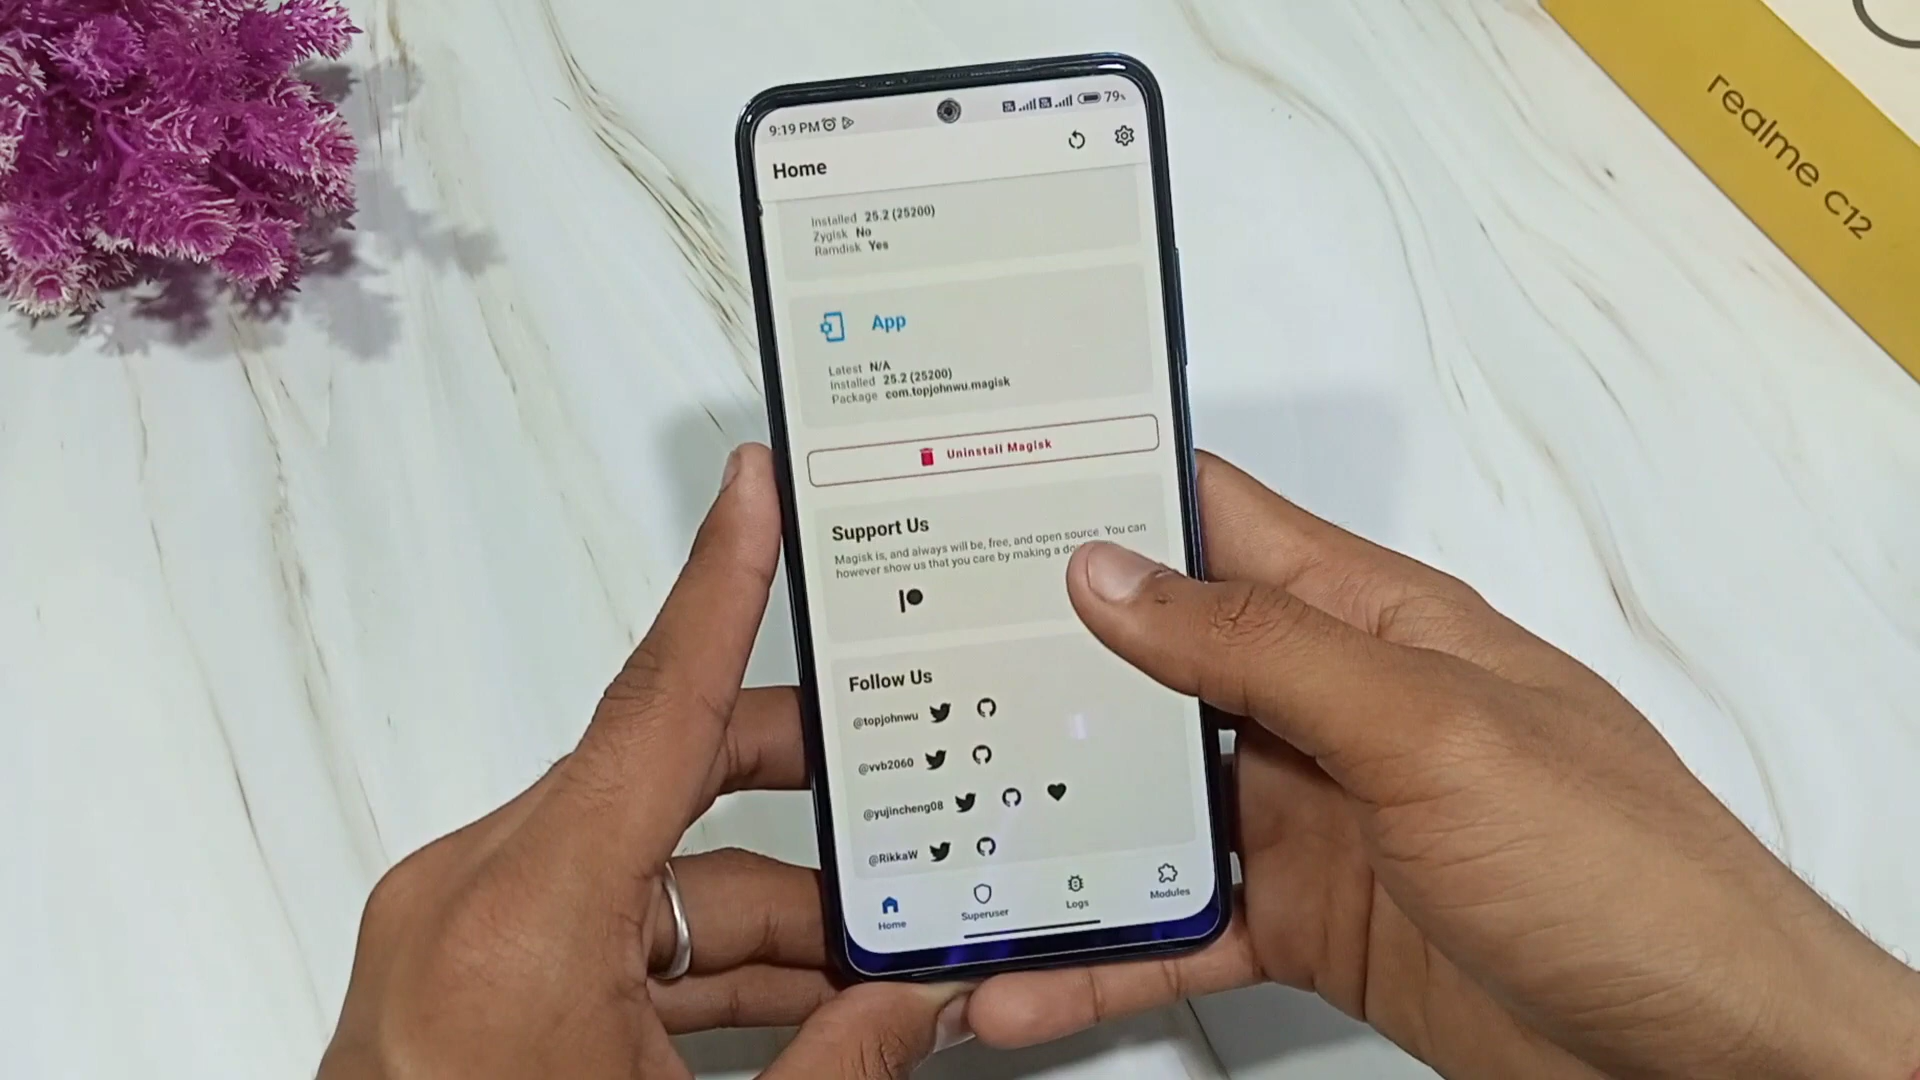 9:19 PM
79%
Home
Installed 25.2 (25200)
Zygisk No
Ramdisk Yes
App
Latest N/A
Installed 25.2 (25200)
Package com.topjohnwu.magisk
Uninstall Magisk
Support Us
Magisk is, and always will be, free, and open source. You can
however show us that you care by making a
Follow Us
@topjohnwu
@vvb2060
@yujincheng08
@RikkaW
Home
Superuser
Logs
Modules
realme C12